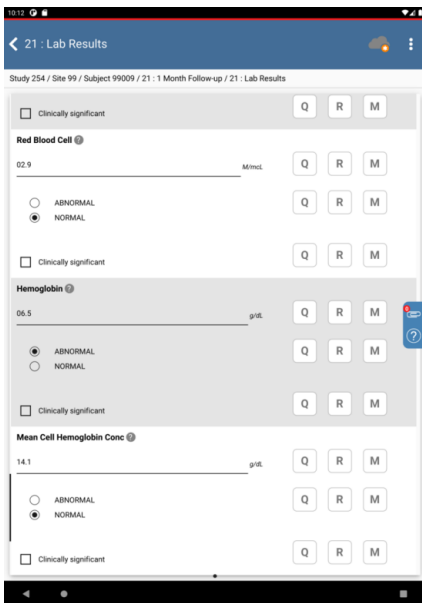 10:12
21 : Lab Results
Study 254 / Site 99 / Subject 99009 / 21 : 1 Month Follow-up / 21 : Lab Results
Clinically significant Q R M
Red Blood Cell ?
02.9 M/mcL Q R M
ABNORMAL Q R M
NORMAL
Clinically significant Q R M
Hemoglobin ?
06.5 g/dL Q R M
ABNORMAL Q R M
NORMAL
?
Clinically significant Q R M
Mean Cell Hemoglobin Conc ?
14.1 g/dL Q R M
ABNORMAL Q R M
NORMAL
Clinically significant Q R M